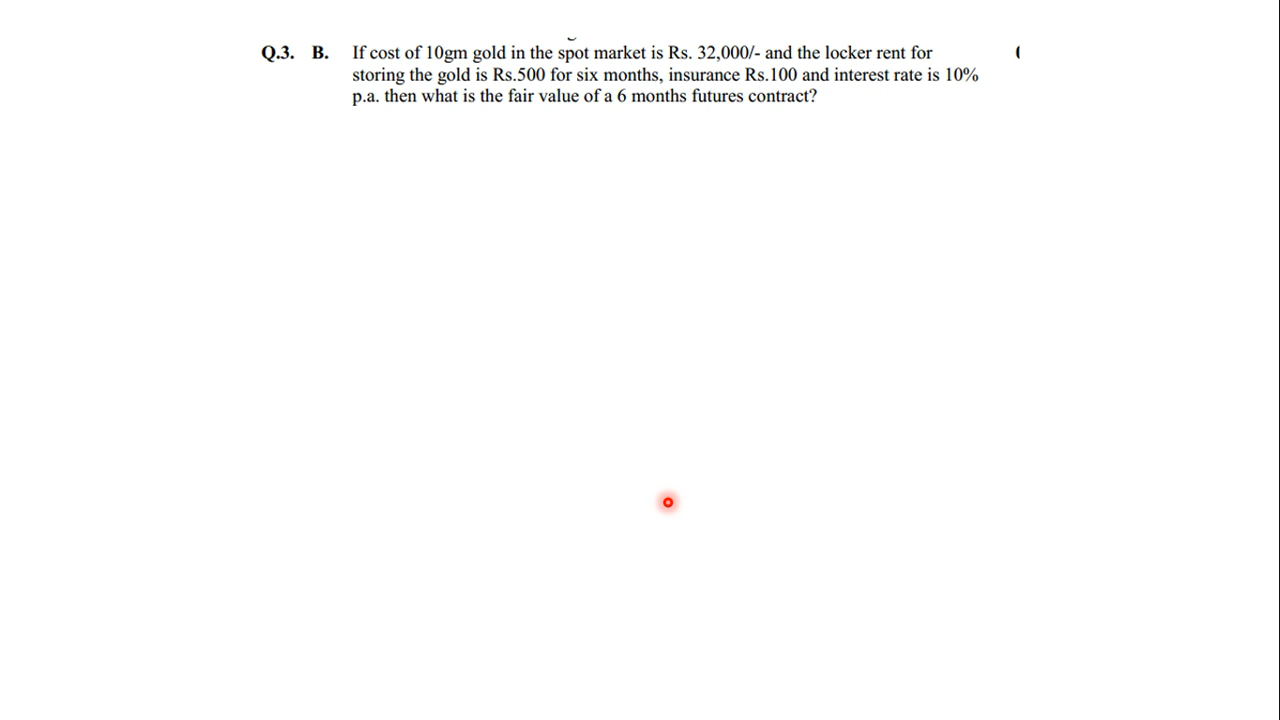 Q.3. B. If cost of 10gm gold in the spot market is Rs. 32,000/- and the locker rent for
storing the gold is Rs.500 for six months, insurance Rs.100 and interest rate is 10%
p.a. then what is the fair value of a 6 months futures contract?